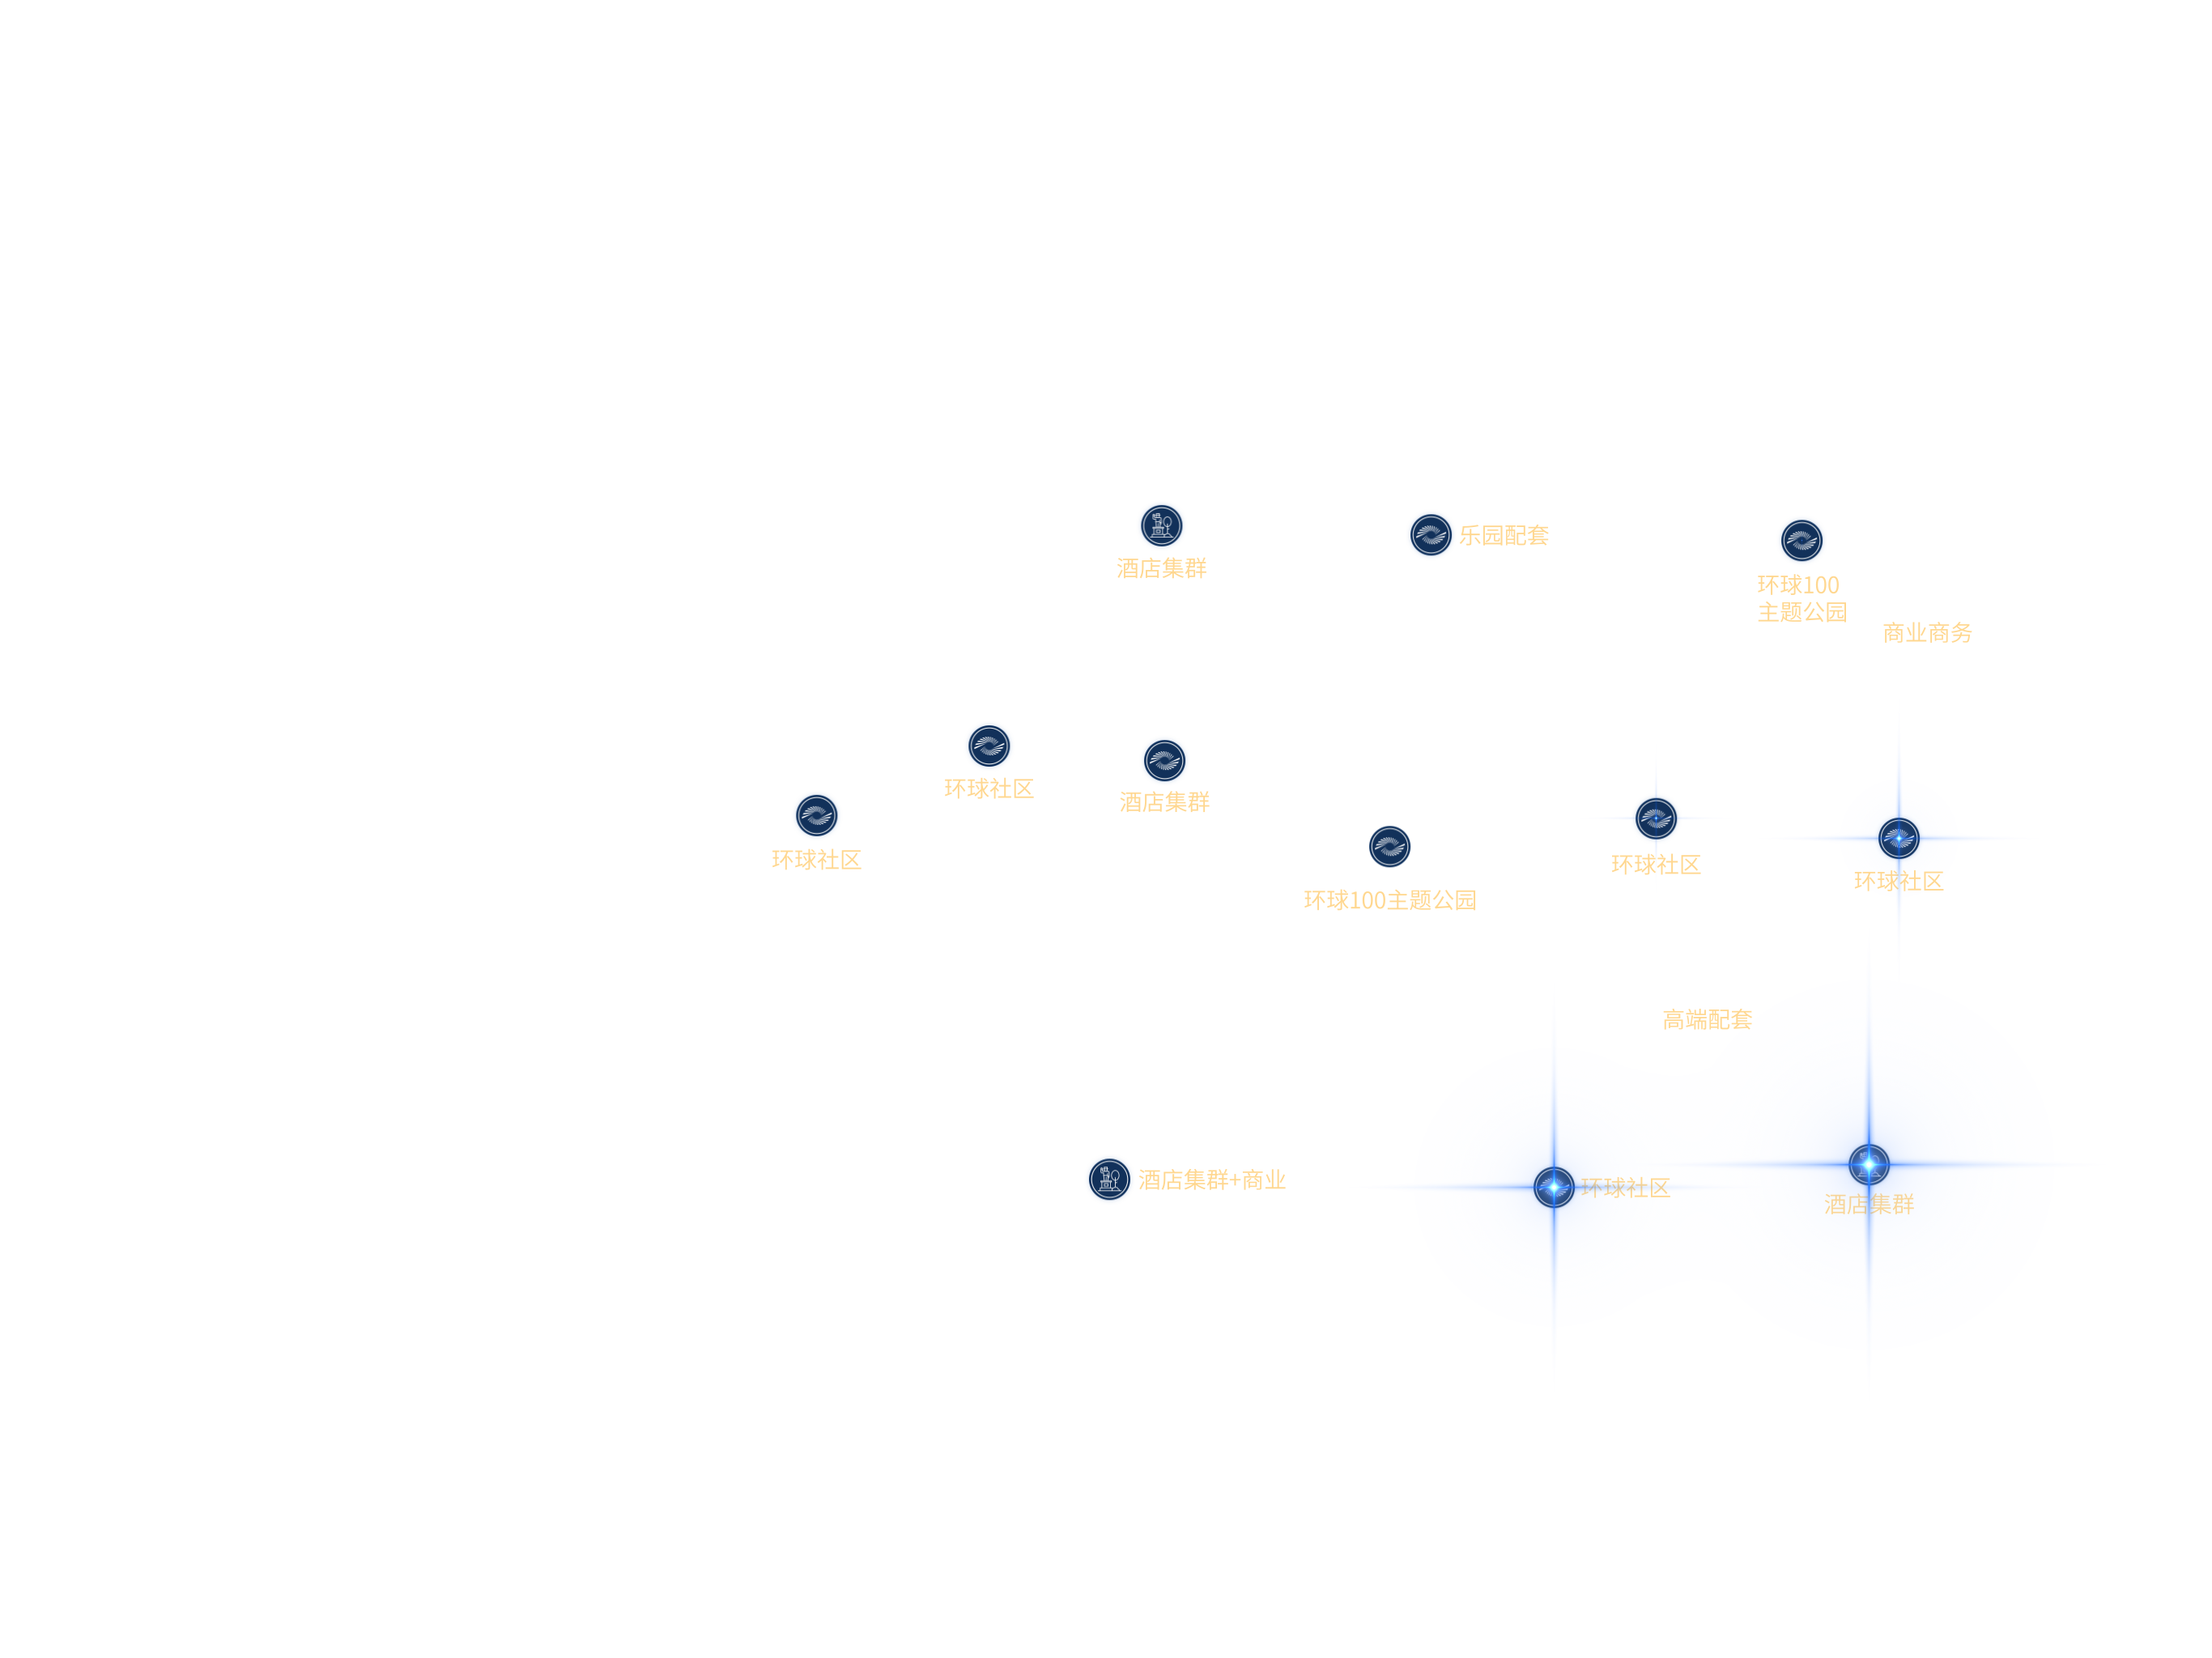 乐园配套
酒店集群
环球100
主题公园
商业商务
环球社区
酒店集群
环球社区
环球社区
环球社区
环球100主题公园
高端配套
酒店集群+商业
环球社区
酒店集群